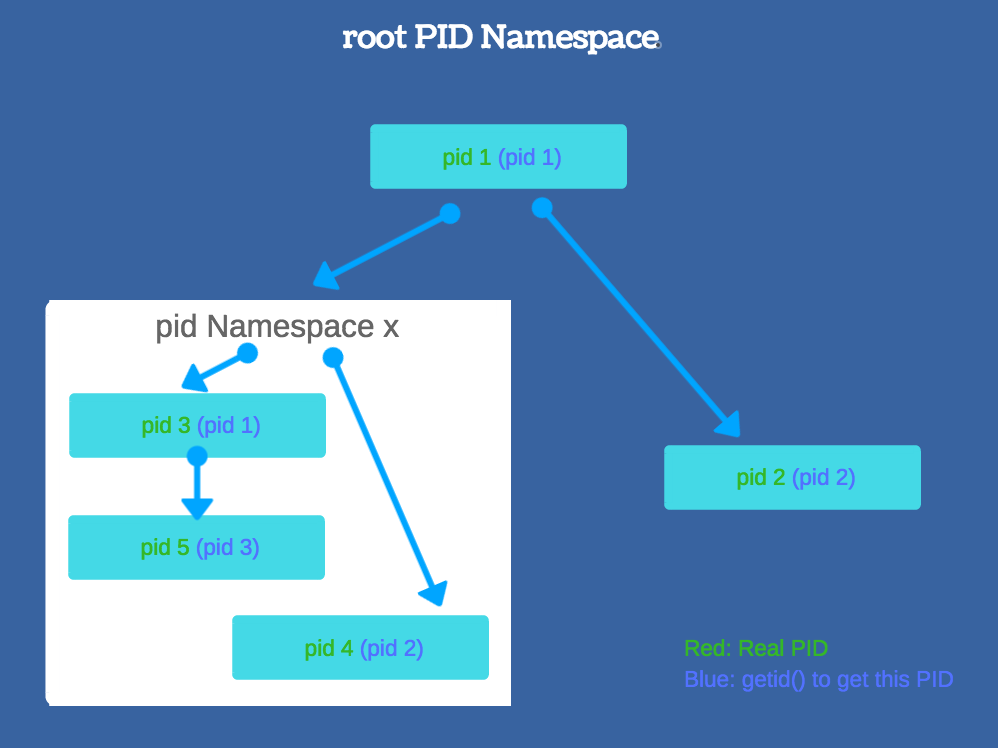 root PID Namespace
pid 1 (pid 1)
pid Namespace x
pid 3 (pid 1)
pid 2 (pid 2)
pid 5 (pid 3)
pid 4 (pid 2)
Red: Real PID
Blue: getid() to get this PID